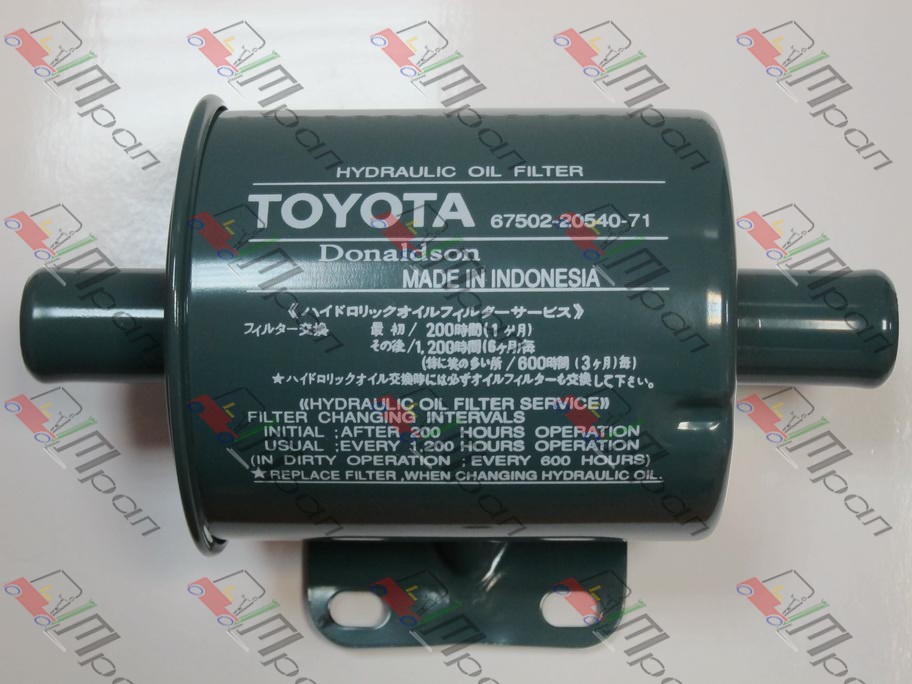 HYDRAULIC OIL FILTER
TOYOTA 67502-20540-71
Donaldson
MADE IN INDONESIA
《ハイドロリックオイルフィルターサービス》
フィルター交換 最初/200時間(1ヶ月)
その後/1,200時間(6ヶ月)毎
(特に埃の多い所/600時間(3ヶ月)毎)
★ハイドロリックオイル交換時には必ずオイルフィルターも交換して下さい。
《HYDRAULIC OIL FILTER SERVICE》
FILTER CHANGING INTERVALS
INITIAL :AFTER 200 HOURS OPERATION
USUAL :EVERY 1,200 HOURS OPERATION
(IN DIRTY OPERATION :EVERY 600 HOURS)
★REPLACE FILTER ,WHEN CHANGING HYDRAULIC OIL.
Трал